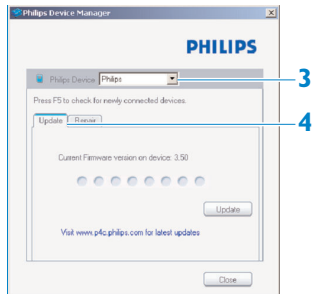 Philips Device Manager
PHILIPS
Philips Device Philips 3
Press F5 to check for newly connected devices.
Update Repair 4
Current Firmware version on device: 3.50
Update
Visit www.p4c.philips.com for latest updates
Close